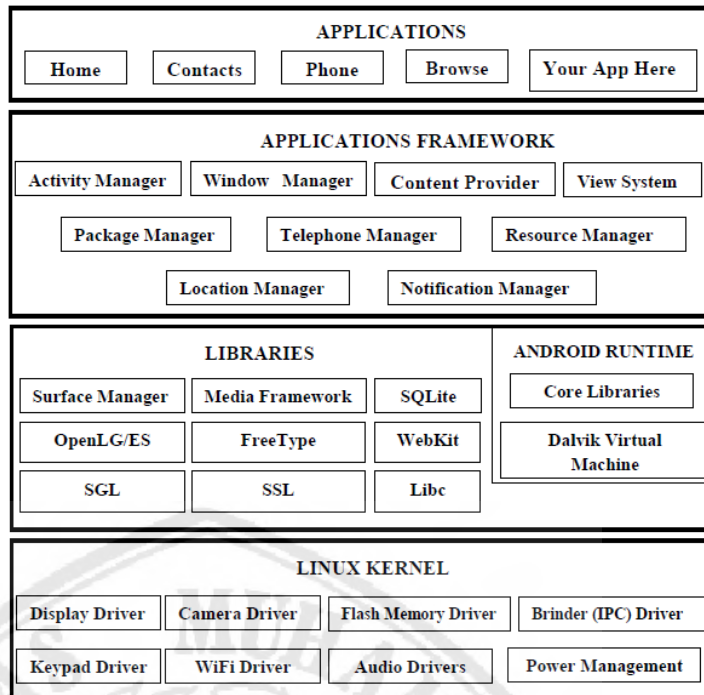 APPLICATIONS
Home Contacts Phone Browse Your App Here
APPLICATIONS FRAMEWORK
Activity Manager Window Manager Content Provider View System
Package Manager Telephone Manager Resource Manager
Location Manager Notification Manager
LIBRARIES
Surface Manager Media Framework SQLite
OpenLG/ES FreeType WebKit
SGL SSL Libc
ANDROID RUNTIME
Core Libraries
Dalvik Virtual
Machine
LINUX KERNEL
Display Driver Camera Driver Flash Memory Driver Brinder (IPC) Driver
Keypad Driver WiFi Driver Audio Drivers Power Management